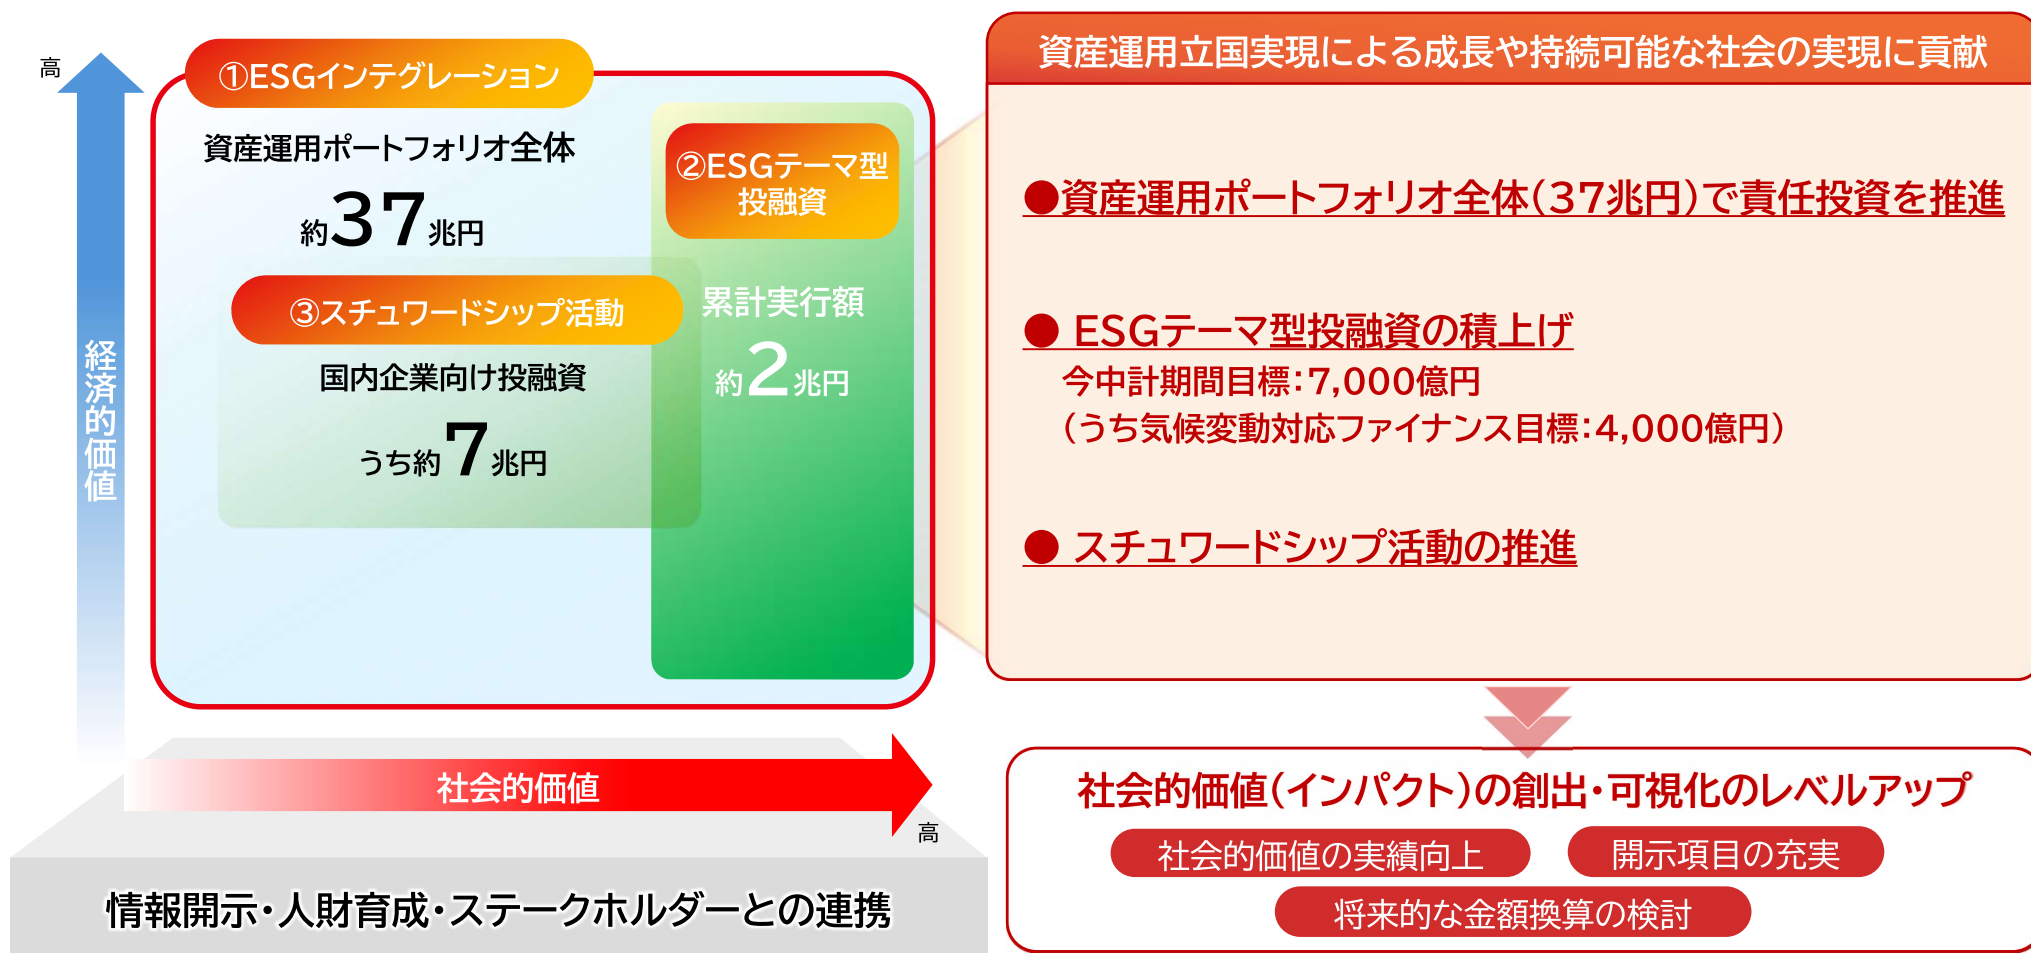 高
経済的価値
①ESGインテグレーション
資産運用ポートフォリオ全体
約37兆円
②ESGテーマ型
投融資
累計実行額
約2兆円
③スチュワードシップ活動
国内企業向け投融資
うち約7兆円
社会的価値
高
情報開示・人財育成・ステークホルダーとの連携
資産運用立国実現による成長や持続可能な社会の実現に貢献
●資産運用ポートフォリオ全体(37兆円)で責任投資を推進
● ESGテーマ型投融資の積上げ
今中計期間目標:7,000億円
(うち気候変動対応ファイナンス目標:4,000億円)
● スチュワードシップ活動の推進
社会的価値(インパクト)の創出・可視化のレベルアップ
社会的価値の実績向上
開示項目の充実
将来的な金額換算の検討